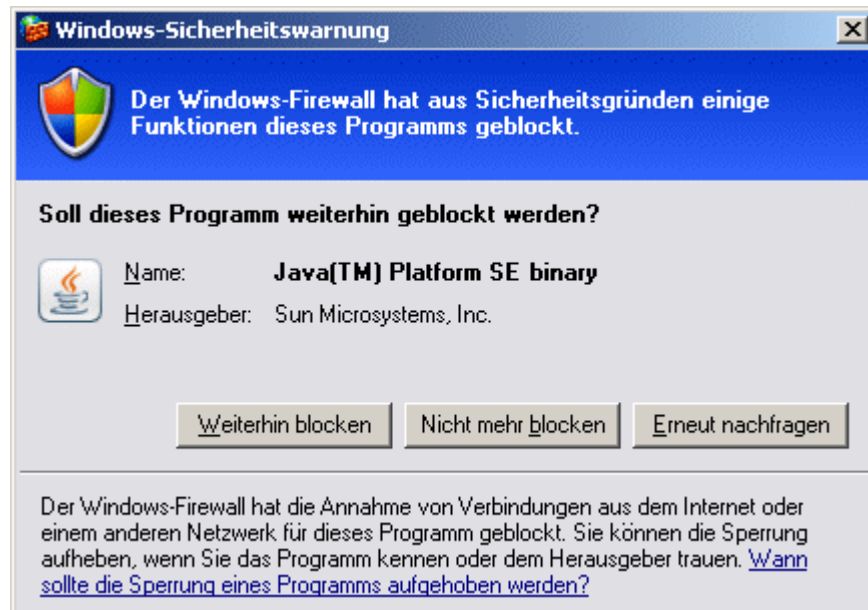 Windows-Sicherheitswarnung
Der Windows-Firewall hat aus Sicherheitsgründen einige
Funktionen dieses Programms geblockt.
Soll dieses Programm weiterhin geblockt werden?
Name: Java(TM) Platform SE binary
Herausgeber: Sun Microsystems, Inc.
Weiterhin blocken Nicht mehr blocken Erneut nachfragen
Der Windows-Firewall hat die Annahme von Verbindungen aus dem Internet oder
einem anderen Netzwerk für dieses Programm geblockt. Sie können die Sperrung
aufheben, wenn Sie das Programm kennen oder dem Herausgeber trauen. Wann
sollte die Sperrung eines Programms aufgehoben werden?